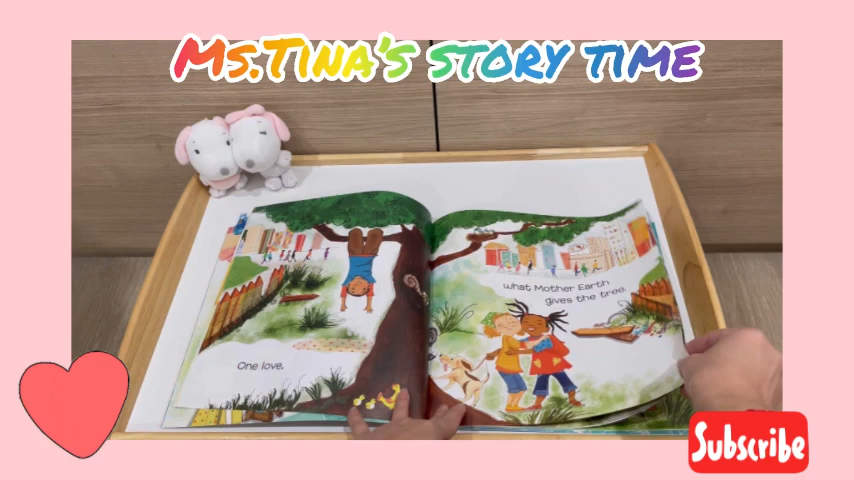 Ms.Tina's story time
One love,
what Mother Earth
gives the tree.
Subscribe